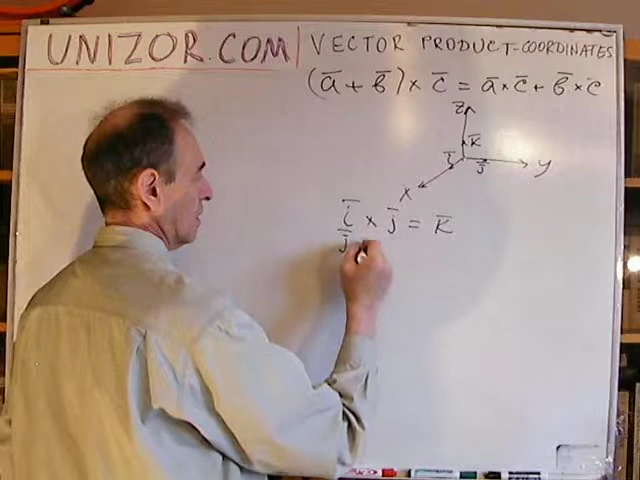 UNIZOR.COM | VECTOR PRODUCT-COORDINATES
(a̅ + b̅) × c̅ = a̅ × c̅ + b̅ × c̅
z
k̅
i̅ j̅ y
x
i̅ × j̅ = k̅
j̅